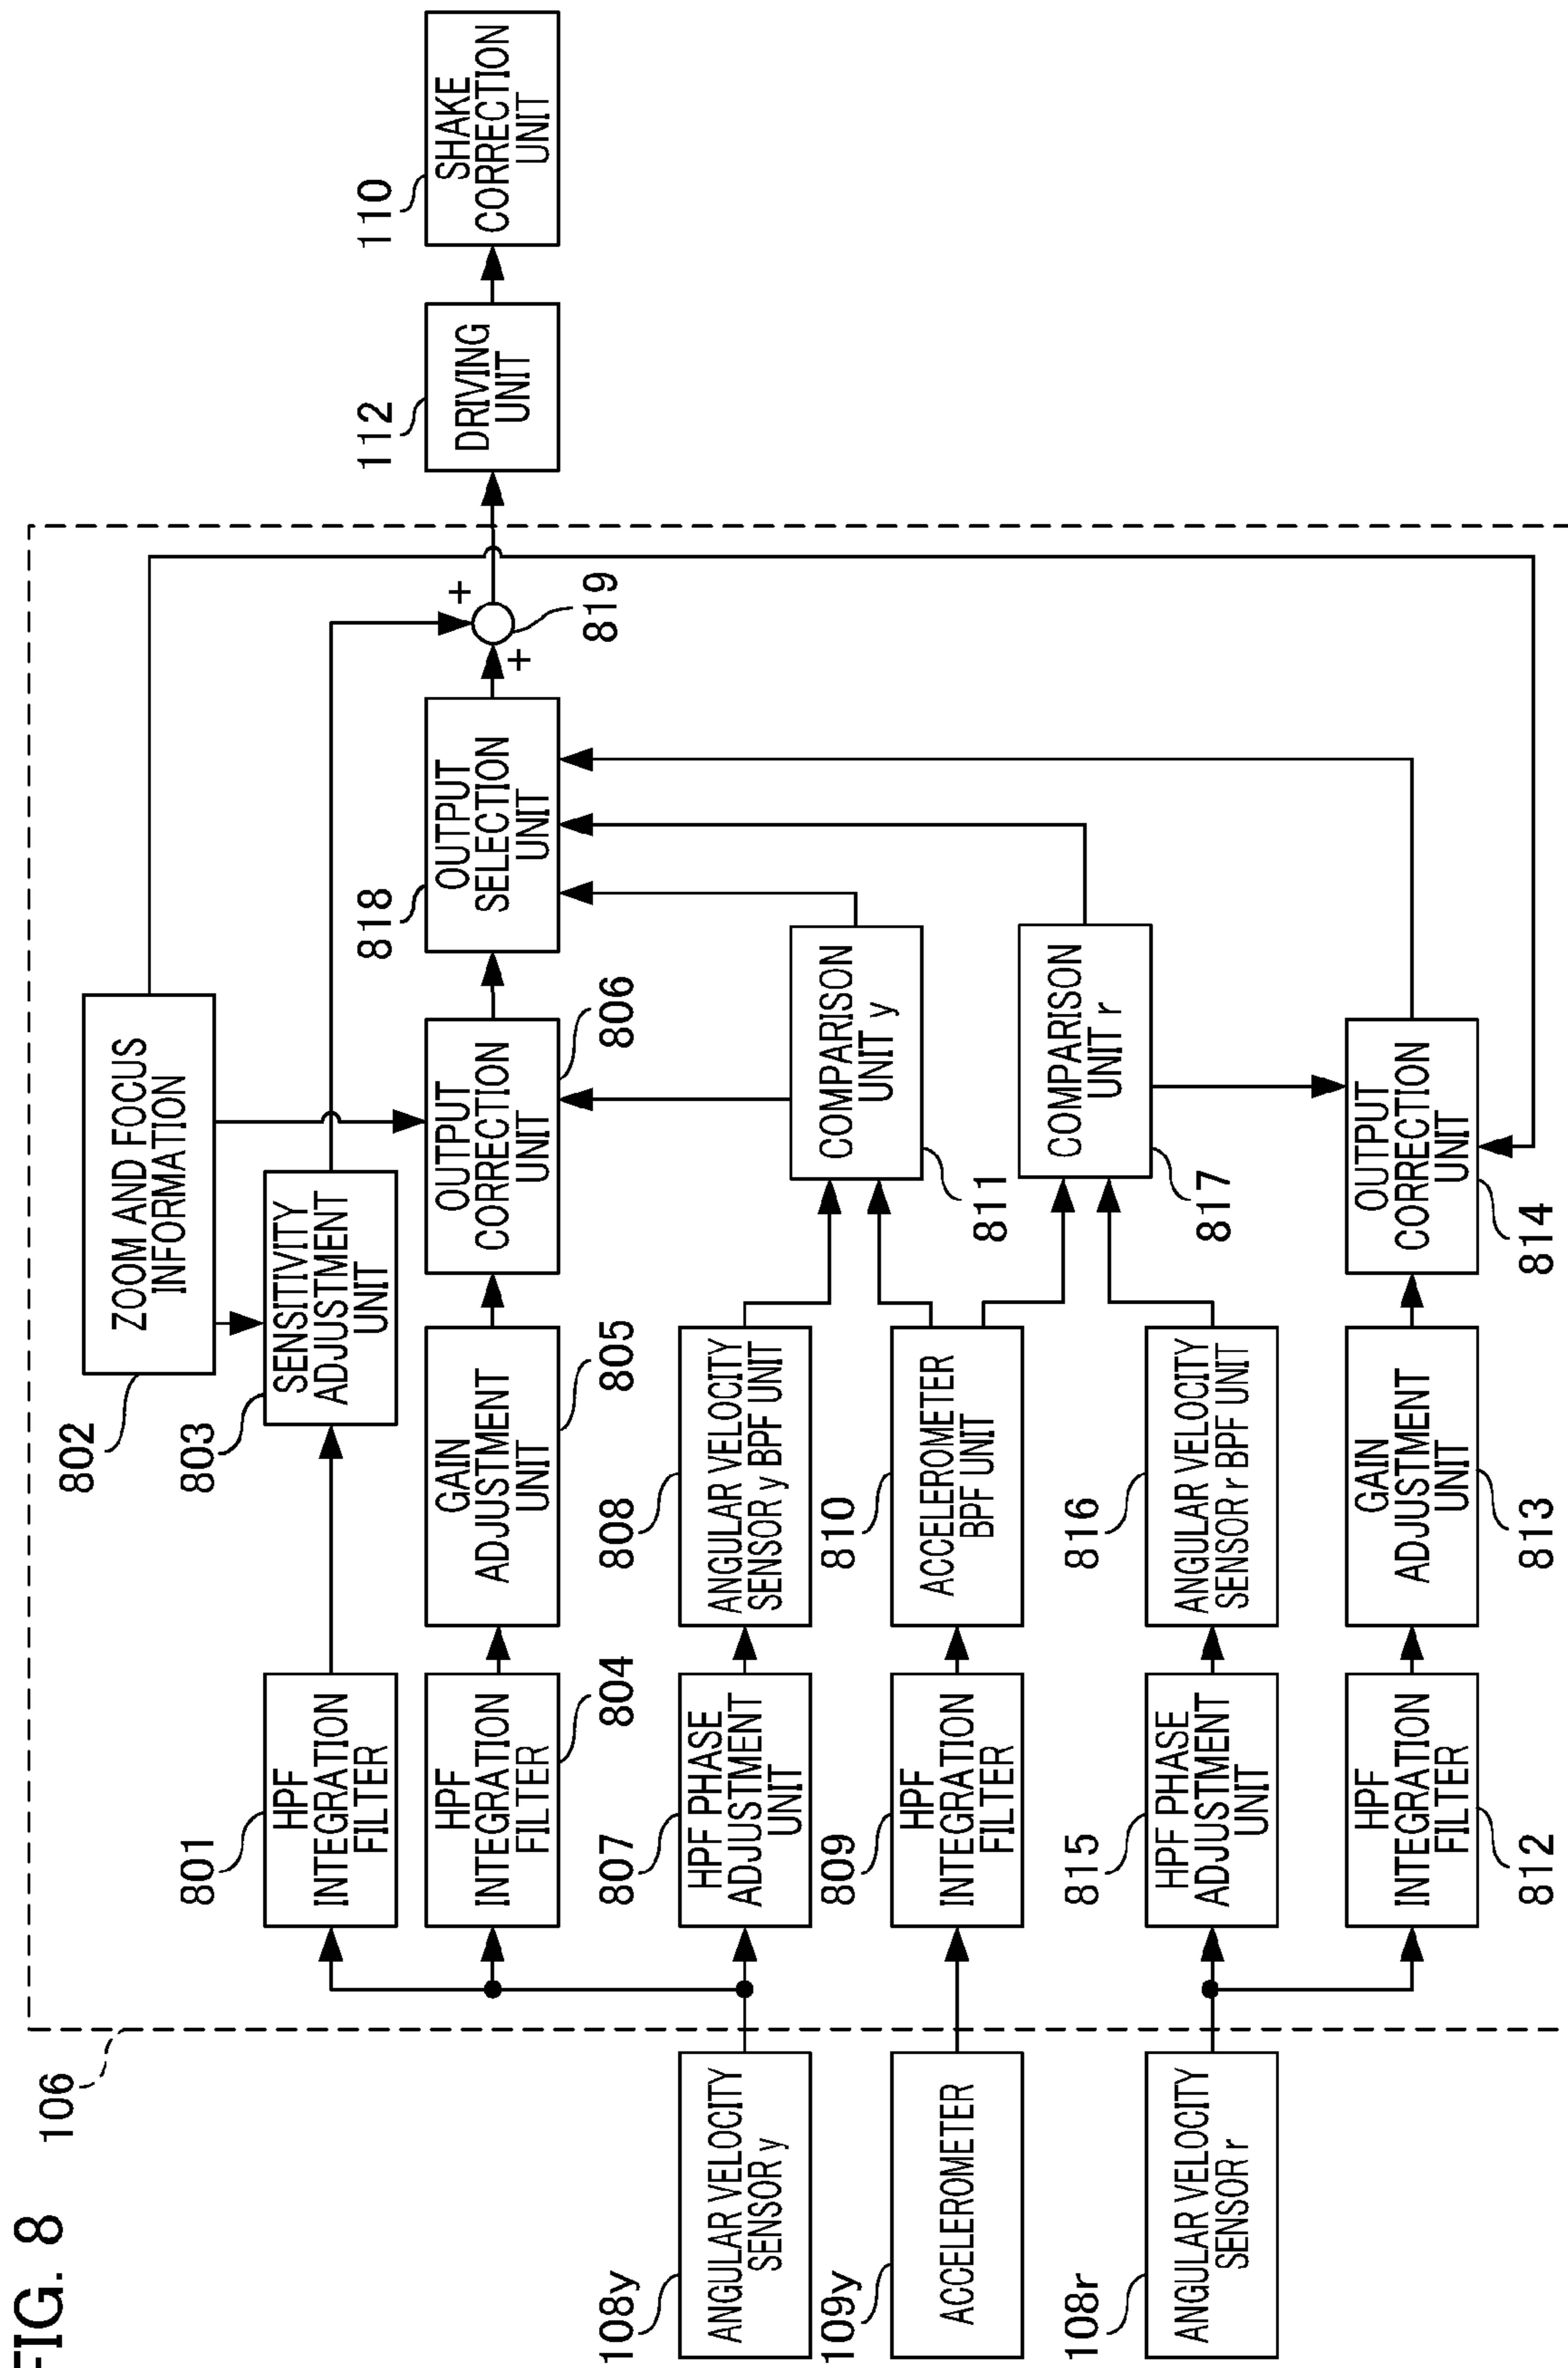 FIG. 8
106
801
HPF
INTEGRATION
FILTER
802
ZOOM AND FOCUS
INFORMATION
803
SENSITIVITY
ADJUSTMENT
UNIT
HPF
INTEGRATION
FILTER
804
GAIN
ADJUSTMENT
UNIT
805
OUTPUT
CORRECTION
UNIT
806
818
OUTPUT
SELECTION
UNIT
+
+
819
112
DRIVING
UNIT
110
SHAKE
CORRECTION
UNIT
108y
ANGULAR VELOCITY
SENSOR y
807
HPF PHASE
ADJUSTMENT
UNIT
808
ANGULAR VELOCITY
SENSOR y BPF UNIT
COMPARISON
UNIT y
811
109y
ACCELEROMETER
809
HPF
INTEGRATION
FILTER
810
ACCELEROMETER
BPF UNIT
COMPARISON
UNIT r
817
108r
ANGULAR VELOCITY
SENSOR r
815
HPF PHASE
ADJUSTMENT
UNIT
816
ANGULAR VELOCITY
SENSOR r BPF UNIT
HPF
INTEGRATION
FILTER
812
GAIN
ADJUSTMENT
UNIT
813
OUTPUT
CORRECTION
UNIT
814